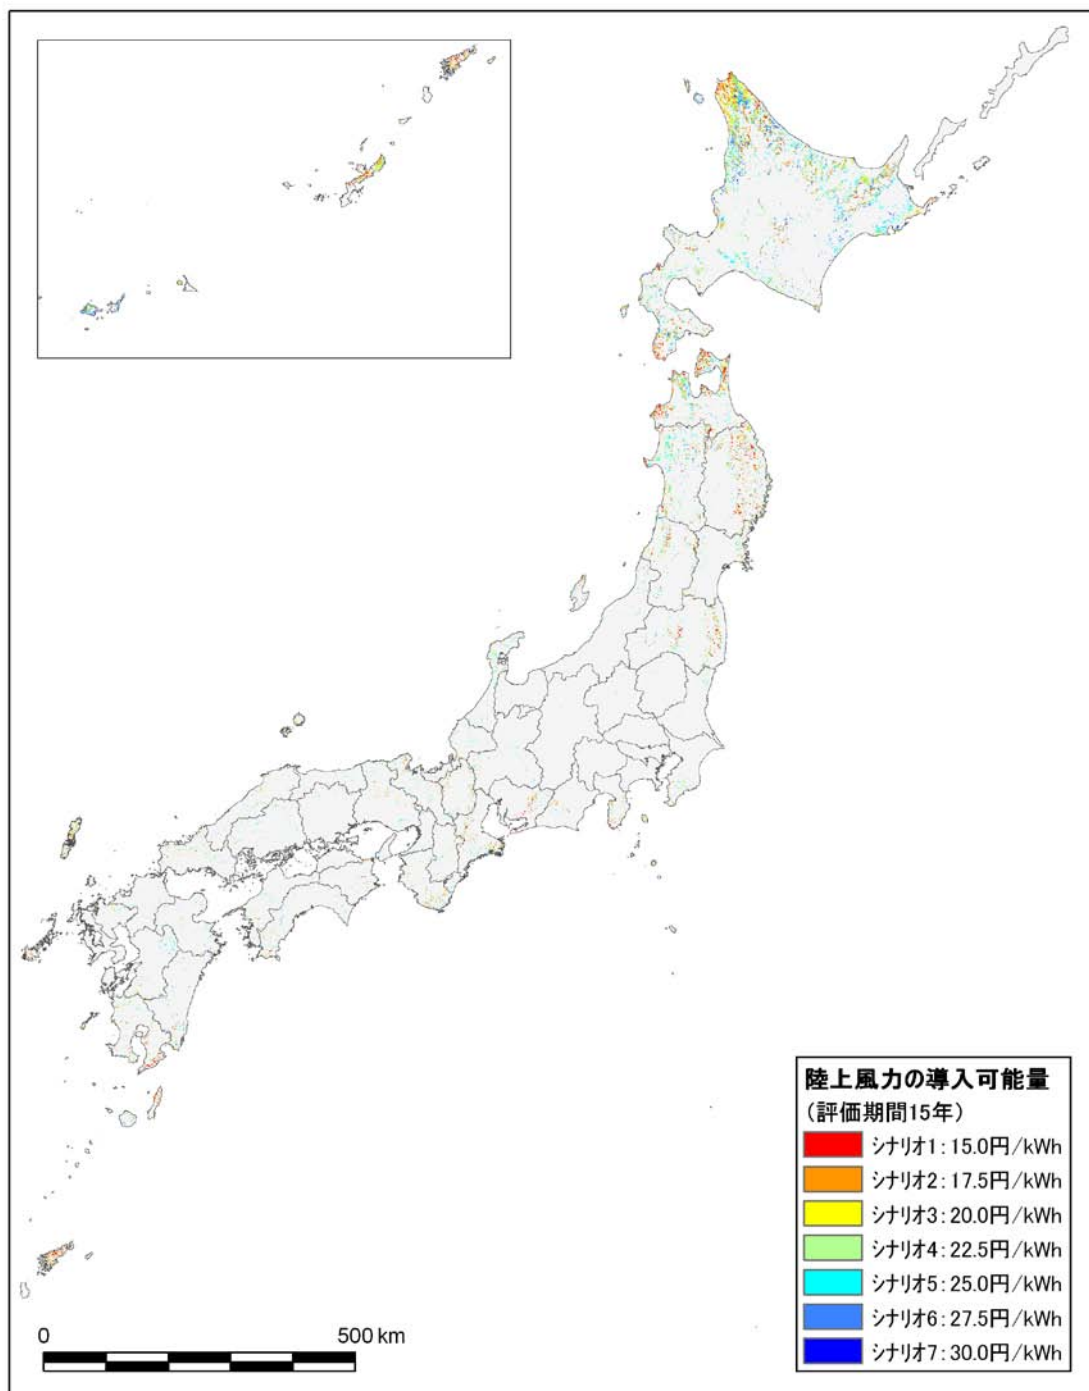 陸上風力の導入可能量
(評価期間15年)
シナリオ1：15.0円/kWh
シナリオ2：17.5円/kWh
シナリオ3：20.0円/kWh
シナリオ4：22.5円/kWh
シナリオ5：25.0円/kWh
シナリオ6：27.5円/kWh
シナリオ7：30.0円/kWh
0 500 km